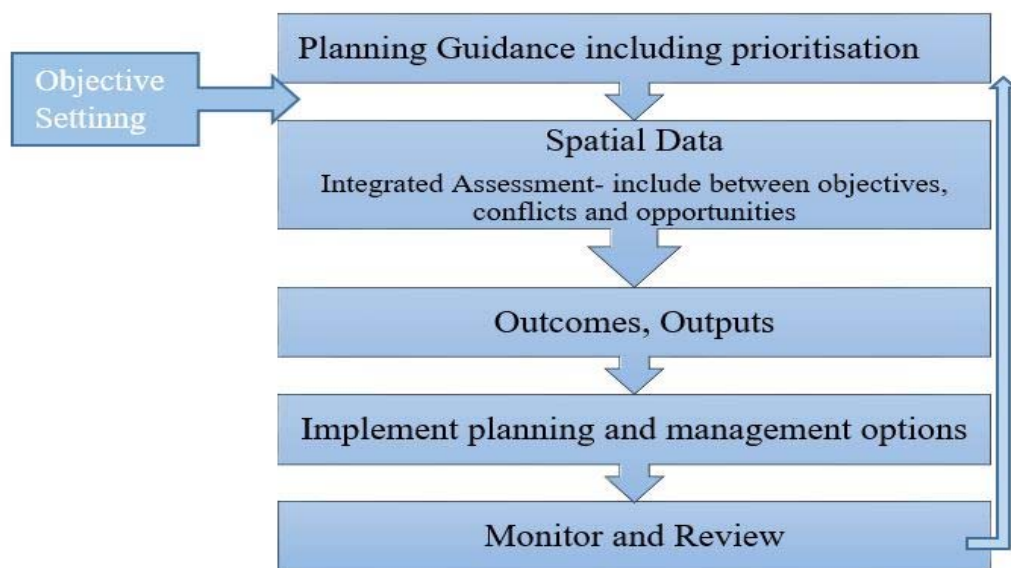 Planning Guidance including prioritisation
Objective
Settinng
Spatial Data
Integrated Assessment- include between objectives,
conflicts and opportunities
Outcomes, Outputs
Implement planning and management options
Monitor and Review